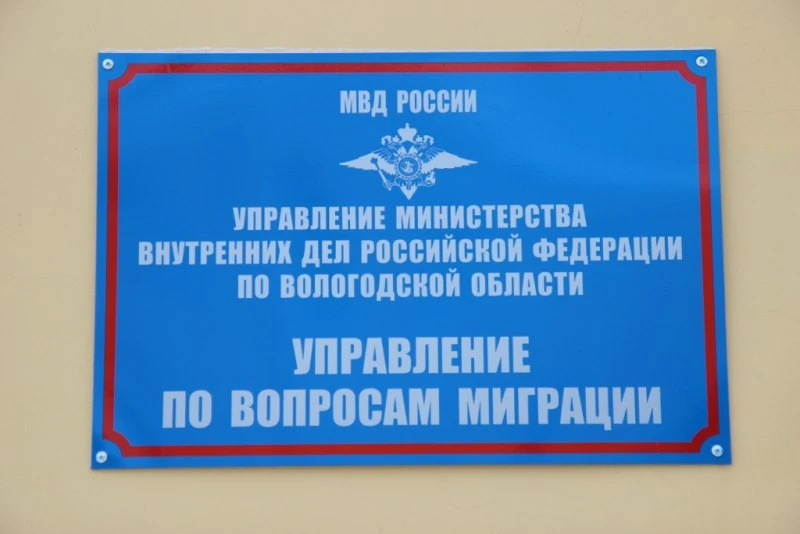 МВД РОССИИ
УПРАВЛЕНИЕ МИНИСТЕРСТВА
ВНУТРЕННИХ ДЕЛ РОССИЙСКОЙ ФЕДЕРАЦИИ
ПО ВОЛОГОДСКОЙ ОБЛАСТИ
УПРАВЛЕНИЕ
ПО ВОПРОСАМ МИГРАЦИИ